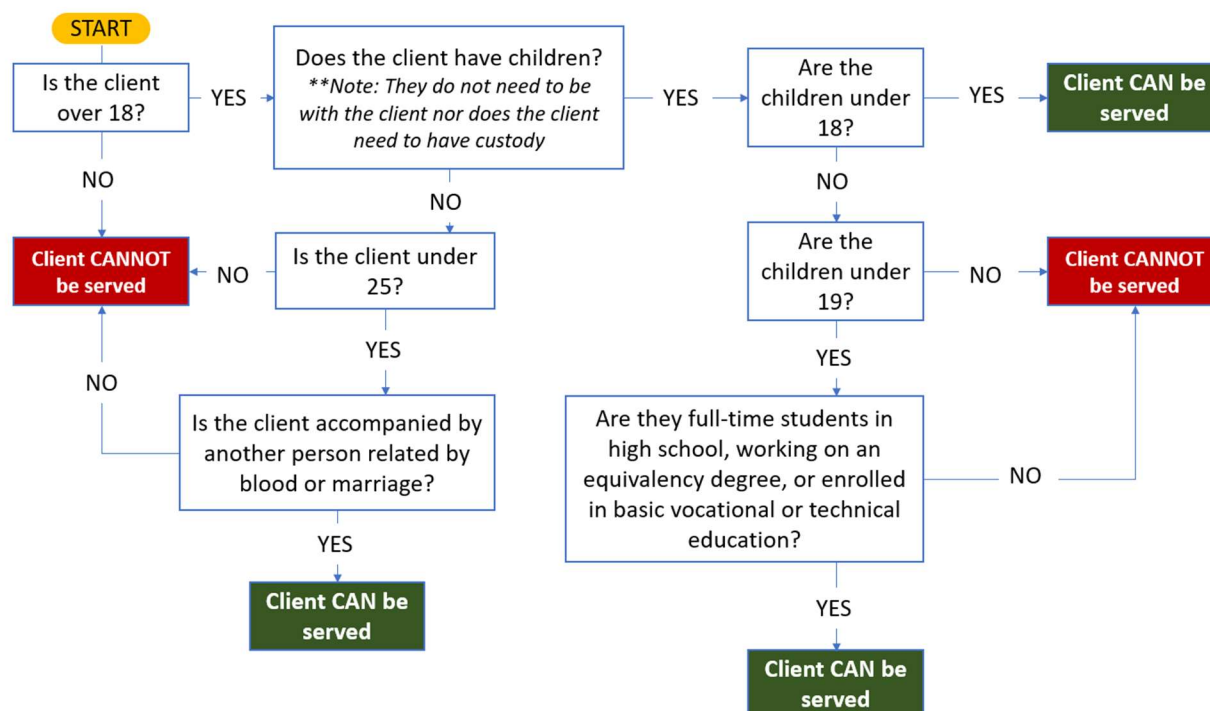 START
Is the client
over 18?
YES
Does the client have children?
**Note: They do not need to be
with the client nor does the client
need to have custody
YES
Are the
children under
18?
YES
Client CAN be
served
NO
NO
NO
Client CANNOT
be served
NO
Is the client under
25?
Are the
children under
19?
NO
Client CANNOT
be served
YES
YES
NO
Is the client accompanied by
another person related by
blood or marriage?
Are they full-time students in
high school, working on an
equivalency degree, or enrolled
in basic vocational or technical
education?
NO
YES
Client CAN be
served
YES
Client CAN be
served